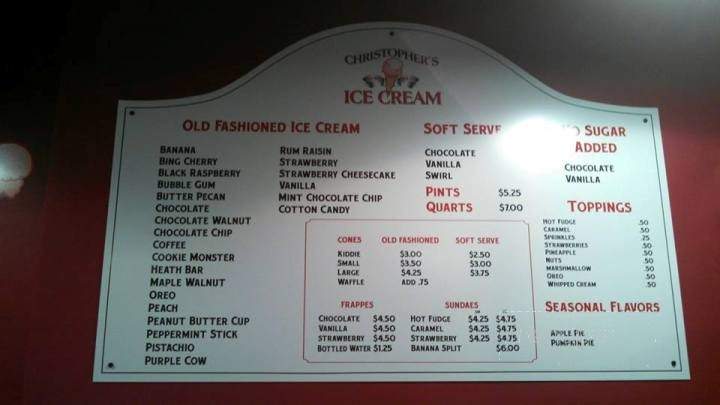 CHRISTOPHER'S
ICE CREAM
OLD FASHIONED ICE CREAM
BANANA
BING CHERRY
BLACK RASPBERRY
BUBBLE GUM
BUTTER PECAN
CHOCOLATE
CHOCOLATE WALNUT
CHOCOLATE CHIP
COFFEE
COOKIE MONSTER
HEATH BAR
MAPLE WALNUT
OREO
PEACH
PEANUT BUTTER CUP
PEPPERMINT STICK
PISTACHIO
PURPLE COW
RUM RAISIN
STRAWBERRY
STRAWBERRY CHEESECAKE
VANILLA
MINT CHOCOLATE CHIP
COTTON CANDY
SOFT SERVE
CHOCOLATE
VANILLA
SWIRL
PINTS $5.25
QUARTS $7.00
NO SUGAR
ADDED
CHOCOLATE
VANILLA
TOPPINGS
HOT FUDGE .50
CARAMEL .50
SPRINKLES .25
STRAWBERRIES .50
PINEAPPLE .50
NUTS .50
MARSHMALLOW .50
OREO .50
WHIPPED CREAM .50
CONES OLD FASHIONED SOFT SERVE
KIDDIE $3.00 $2.50
SMALL $3.50 $3.00
LARGE $4.25 $3.75
WAFFLE ADD .75
FRAPPES
CHOCOLATE $4.50
VANILLA $4.50
STRAWBERRY $4.50
BOTTLED WATER $1.25
SUNDAES
HOT FUDGE $4.25 $4.75
CARAMEL $4.25 $4.75
STRAWBERRY $4.25 $4.75
BANANA SPLIT $6.00
SEASONAL FLAVORS
APPLE PIE
PUMPKIN PIE